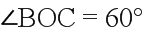 ∠BOC = 60°